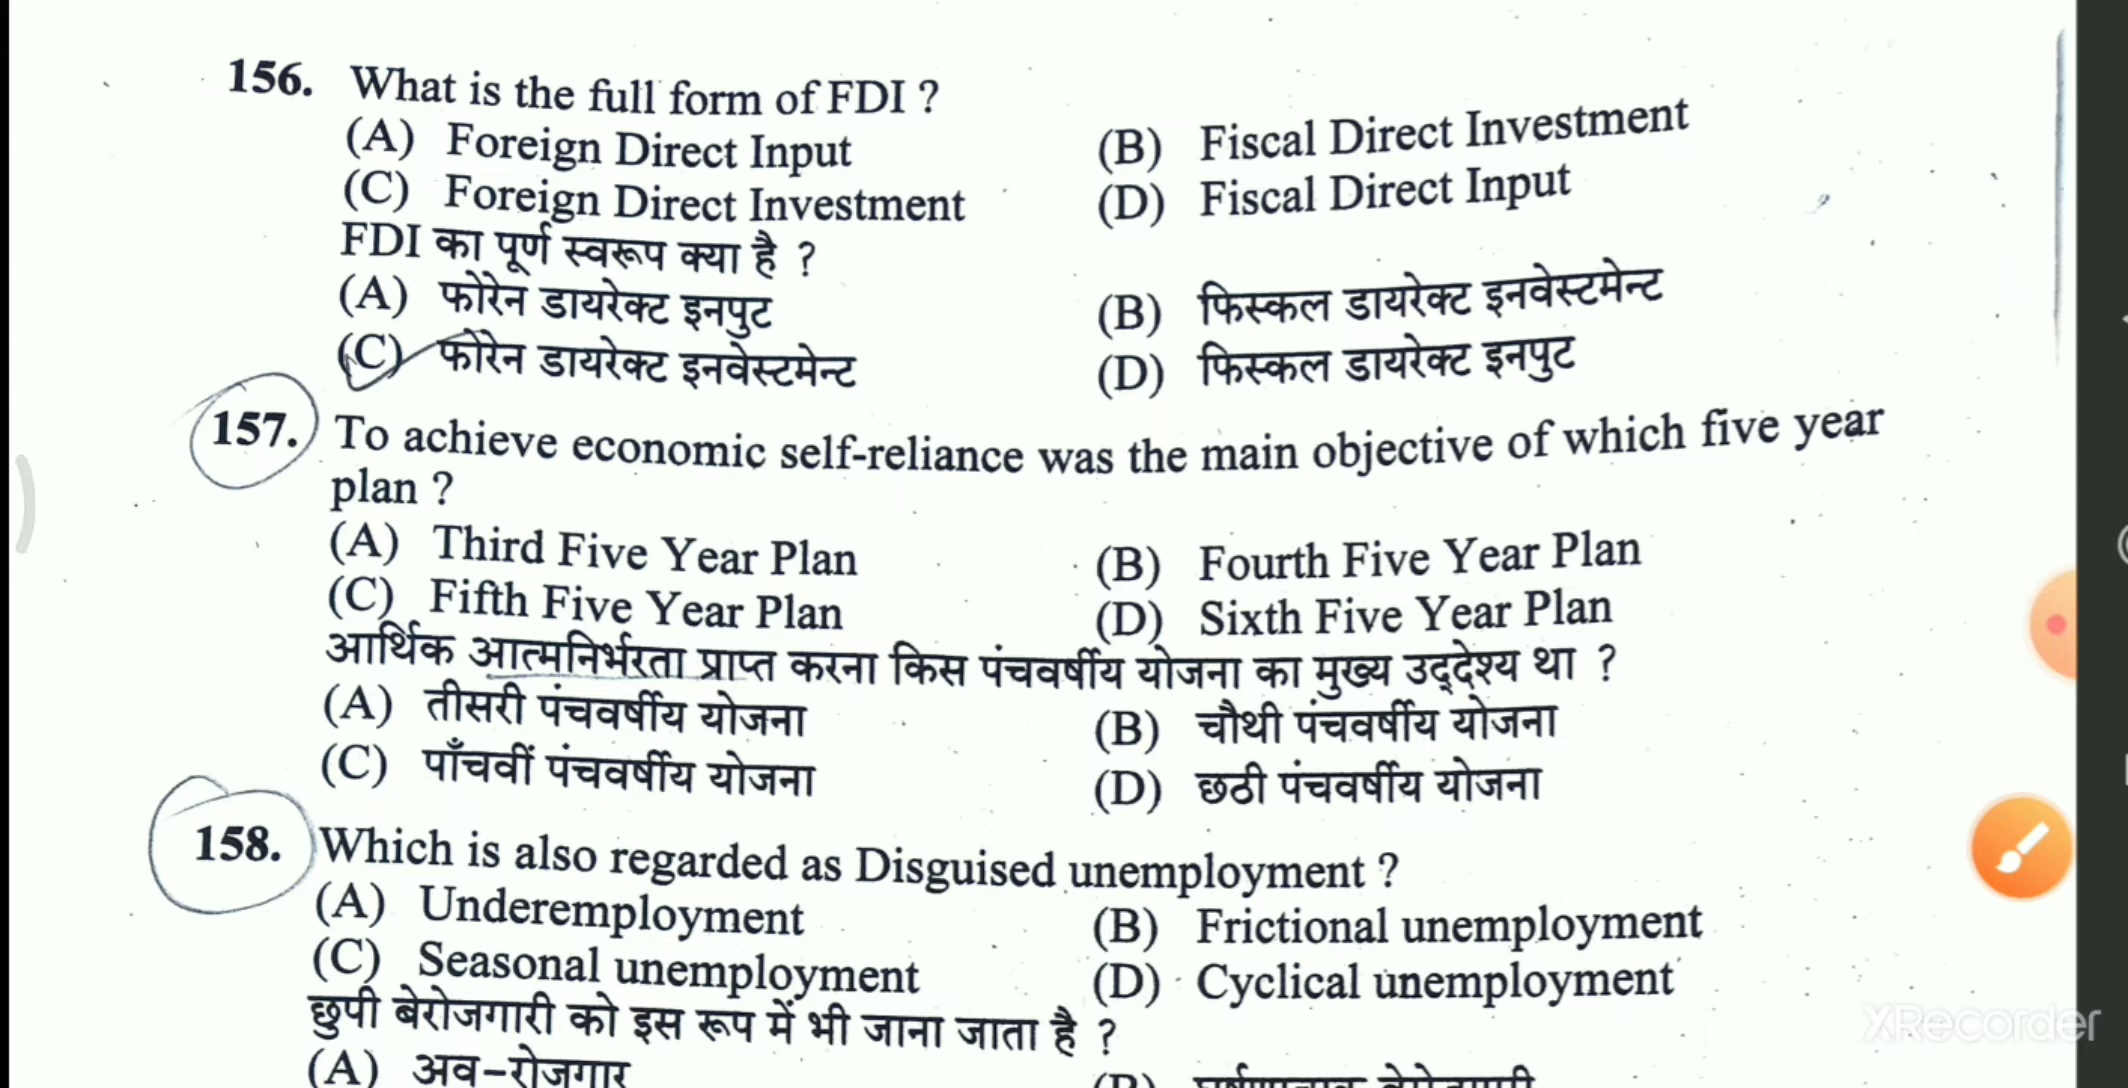 156. What is the full form of FDI ?
(A) Foreign Direct Input (B) Fiscal Direct Investment
(C) Foreign Direct Investment (D) Fiscal Direct Input
FDI का पूर्ण स्वरूप क्या है ?
(A) फोरेन डायरेक्ट इनपुट (B) फिस्कल डायरेक्ट इनवेस्टमेन्ट
(C) फोरेन डायरेक्ट इनवेस्टमेन्ट (D) फिस्कल डायरेक्ट इनपुट
157. To achieve economic self-reliance was the main objective of which five year
plan ?
(A) Third Five Year Plan (B) Fourth Five Year Plan
(C) Fifth Five Year Plan (D) Sixth Five Year Plan
आर्थिक आत्मनिर्भरता प्राप्त करना किस पंचवर्षीय योजना का मुख्य उद्देश्य था ?
(A) तीसरी पंचवर्षीय योजना (B) चौथी पंचवर्षीय योजना
(C) पाँचवीं पंचवर्षीय योजना (D) छठी पंचवर्षीय योजना
158. Which is also regarded as Disguised unemployment ?
(A) Underemployment (B) Frictional unemployment
(C) Seasonal unemployment (D) Cyclical unemployment
छुपी बेरोजगारी को इस रूप में भी जाना जाता है ?
(A) अव-रोजगार (B)
XRecorder